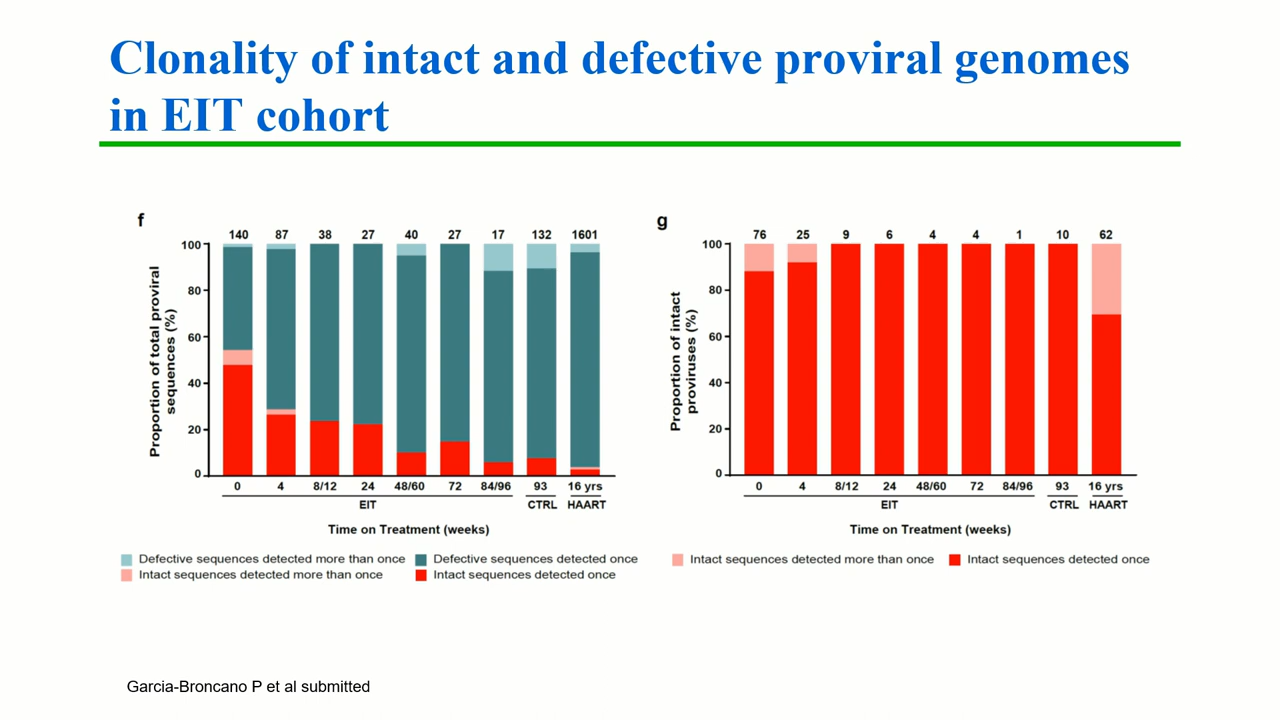 Clonality of intact and defective proviral genomes
in EIT cohort
f
140 87 38 27 40 27 17 132 1601
100
80
60
40
20
0
Proportion of total proviral
sequences (%)
0 4 8/12 24 48/60 72 84/96 93 16 yrs
EIT CTRL HAART
Time on Treatment (weeks)
Defective sequences detected more than once Defective sequences detected once
Intact sequences detected more than once Intact sequences detected once
g
76 25 9 6 4 4 1 10 62
100
80
60
40
20
0
Proportion of intact
proviruses (%)
0 4 8/12 24 48/60 72 84/96 93 16 yrs
EIT CTRL HAART
Time on Treatment (weeks)
Intact sequences detected more than once Intact sequences detected once
Garcia-Broncano P et al submitted